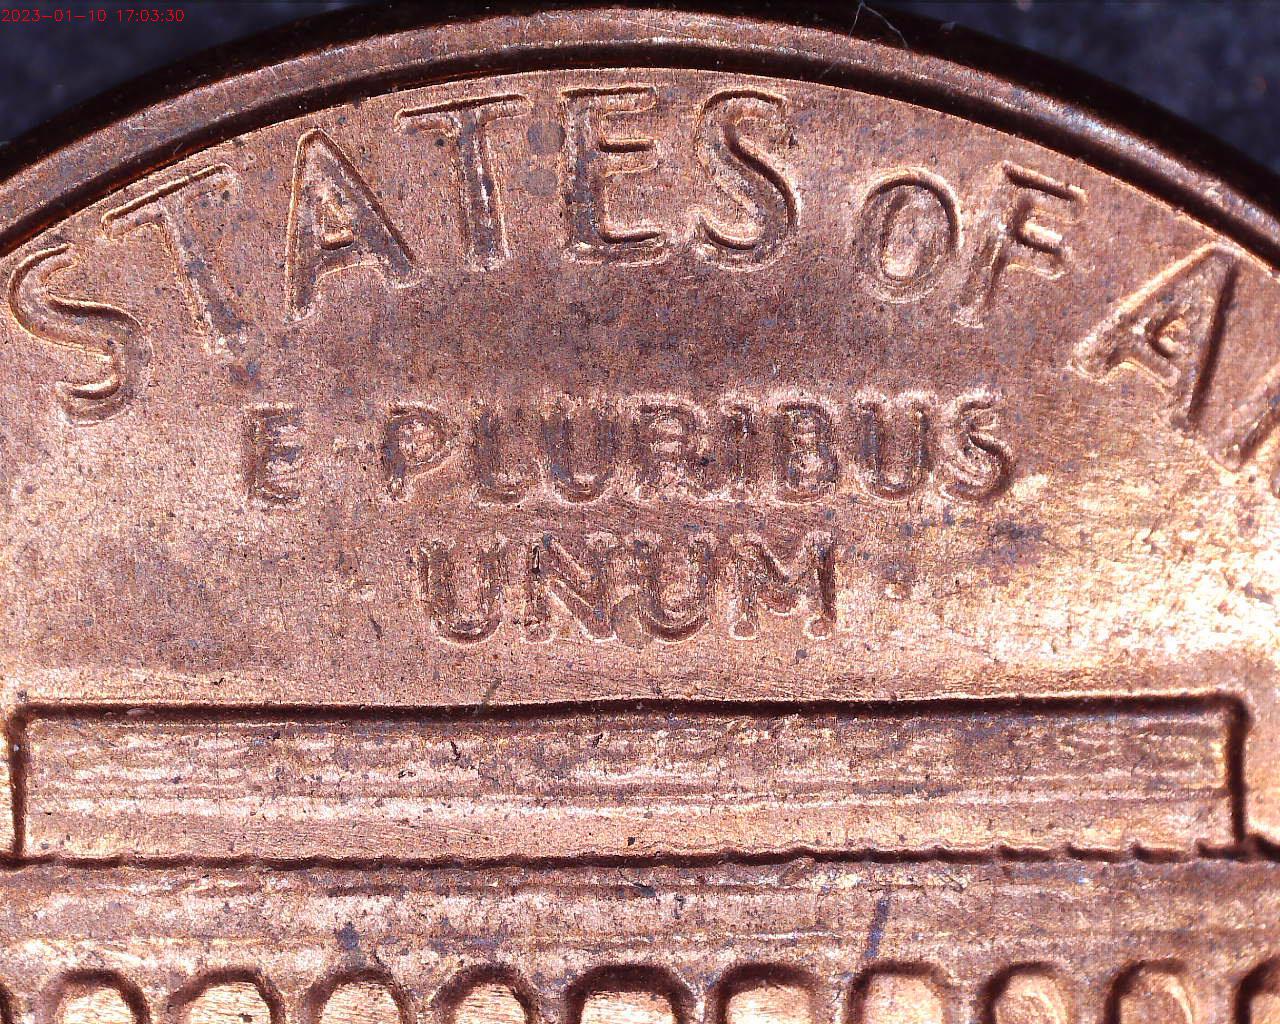 2023-01-10 17:03:30
STATES OF A
E PLURIBUS
UNUM